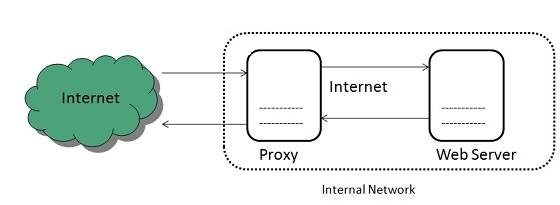 Internet
Internet
Proxy
Web Server
Internal Network